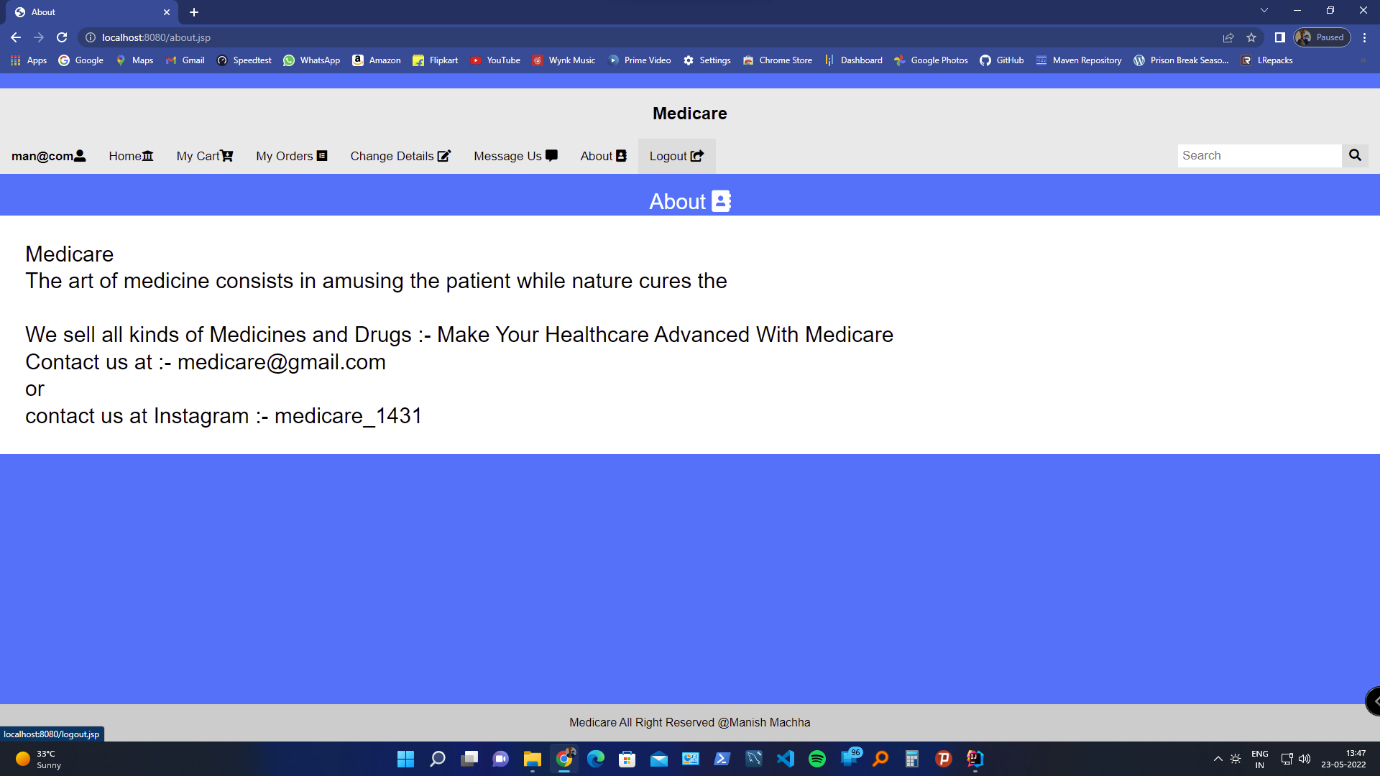 About
localhost:8080/about.jsp
Paused
Apps Google Maps Gmail Speedtest WhatsApp Amazon Flipkart YouTube Wynk Music Prime Video Settings Chrome Store Dashboard Google Photos GitHub Maven Repository Prison Break Seaso... LRepacks
Medicare
man@com Home My Cart My Orders Change Details Message Us About Logout Search
About
Medicare
The art of medicine consists in amusing the patient while nature cures the
We sell all kinds of Medicines and Drugs :- Make Your Healthcare Advanced With Medicare
Contact us at :- medicare@gmail.com
or
contact us at Instagram :- medicare_1431
Medicare All Right Reserved @Manish Machha
localhost:8080/logout.jsp
33°C
Sunny
96
ENG
IN
13:47
23-05-2022